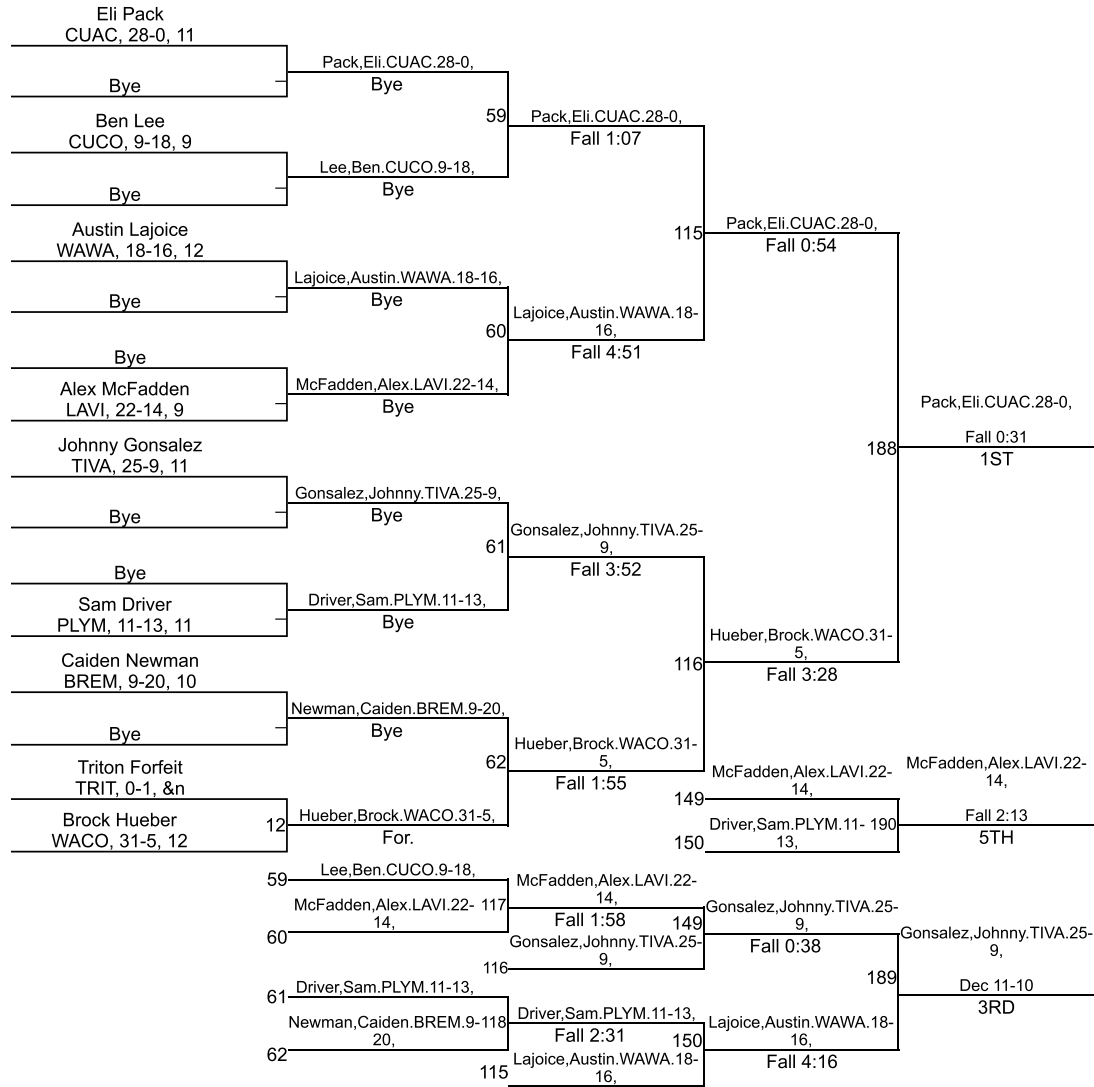 Eli Pack
CUAC, 28-0, 11
Bye
Ben Lee
CUCO, 9-18, 9
Bye
Austin Lajoice
WAWA, 18-16, 12
Bye
Bye
Alex McFadden
LAVI, 22-14, 9
Johnny Gonsalez
TIVA, 25-9, 11
Bye
Bye
Sam Driver
PLYM, 11-13, 11
Caiden Newman
BREM, 9-20, 10
Bye
Triton Forfeit
TRIT, 0-1, &n
Brock Hueber
WACO, 31-5, 12
12
Pack,Eli.CUAC.28-0,
Bye
59
Lee,Ben.CUCO.9-18,
Bye
Lajoice,Austin.WAWA.18-16,
Bye
60
McFadden,Alex.LAVI.22-14,
Bye
Gonsalez,Johnny.TIVA.25-9,
Bye
61
Driver,Sam.PLYM.11-13,
Bye
Newman,Caiden.BREM.9-20,
Bye
62
Hueber,Brock.WACO.31-5,
For.
Pack,Eli.CUAC.28-0,
Fall 1:07
115
Lajoice,Austin.WAWA.18-
16,
Fall 4:51
Gonsalez,Johnny.TIVA.25-
9,
Fall 3:52
116
Hueber,Brock.WACO.31-
5,
Fall 1:55
Pack,Eli.CUAC.28-0,
Fall 0:54
188
Hueber,Brock.WACO.31-
5,
Fall 3:28
Pack,Eli.CUAC.28-0,
Fall 0:31
1ST
149
McFadden,Alex.LAVI.22-
14,
150
Driver,Sam.PLYM.11-
13,
190
McFadden,Alex.LAVI.22-
14,
Fall 2:13
5TH
59
Lee,Ben.CUCO.9-18,
60
McFadden,Alex.LAVI.22-
14,
117
McFadden,Alex.LAVI.22-
14,
Fall 1:58
116
Gonsalez,Johnny.TIVA.25-
9,
149
Gonsalez,Johnny.TIVA.25-
9,
Fall 0:38
61
Driver,Sam.PLYM.11-13,
62
Newman,Caiden.BREM.9-
20,
118
Driver,Sam.PLYM.11-13,
Fall 2:31
115
Lajoice,Austin.WAWA.18-
16,
150
Lajoice,Austin.WAWA.18-
16,
Fall 4:16
189
Gonsalez,Johnny.TIVA.25-
9,
Dec 11-10
3RD